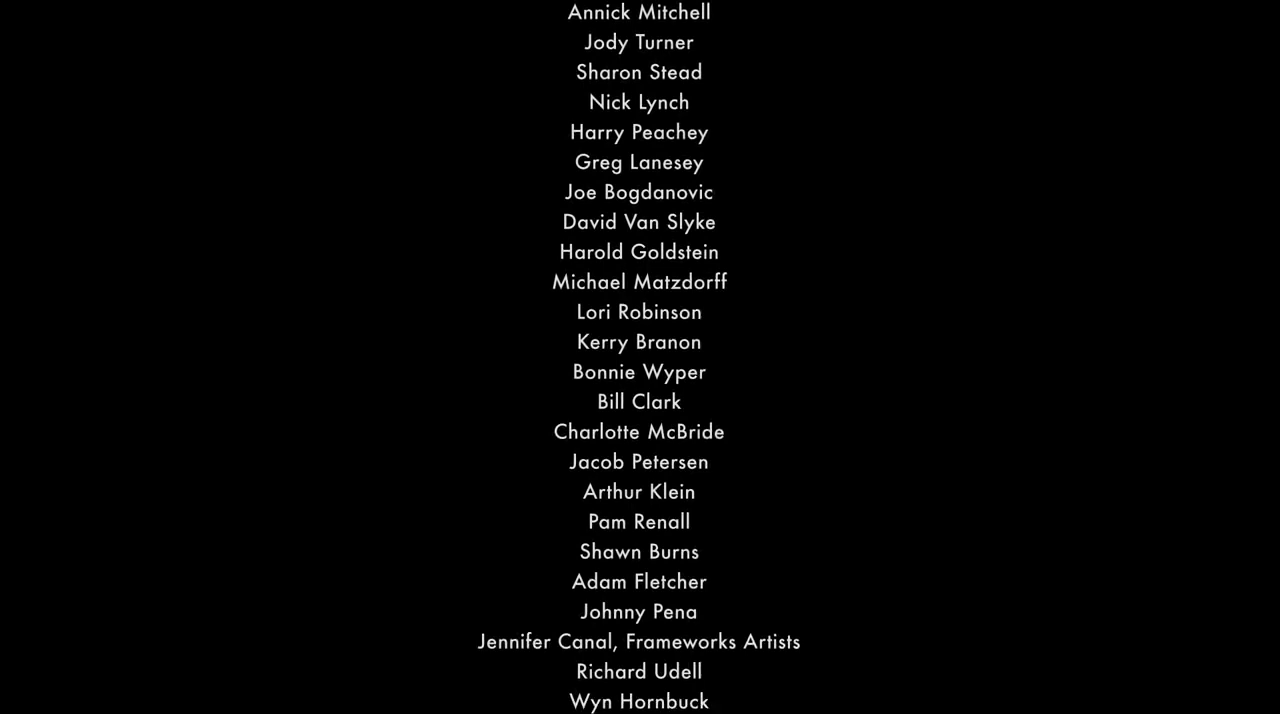 Annick Mitchell
Jody Turner
Sharon Stead
Nick Lynch
Harry Peachey
Greg Lanesey
Joe Bogdanovic
David Van Slyke
Harold Goldstein
Michael Matzdorff
Lori Robinson
Kerry Branon
Bonnie Wyper
Bill Clark
Charlotte McBride
Jacob Petersen
Arthur Klein
Pam Renall
Shawn Burns
Adam Fletcher
Johnny Pena
Jennifer Canal, Frameworks Artists
Richard Udell
Wyn Hornbuck